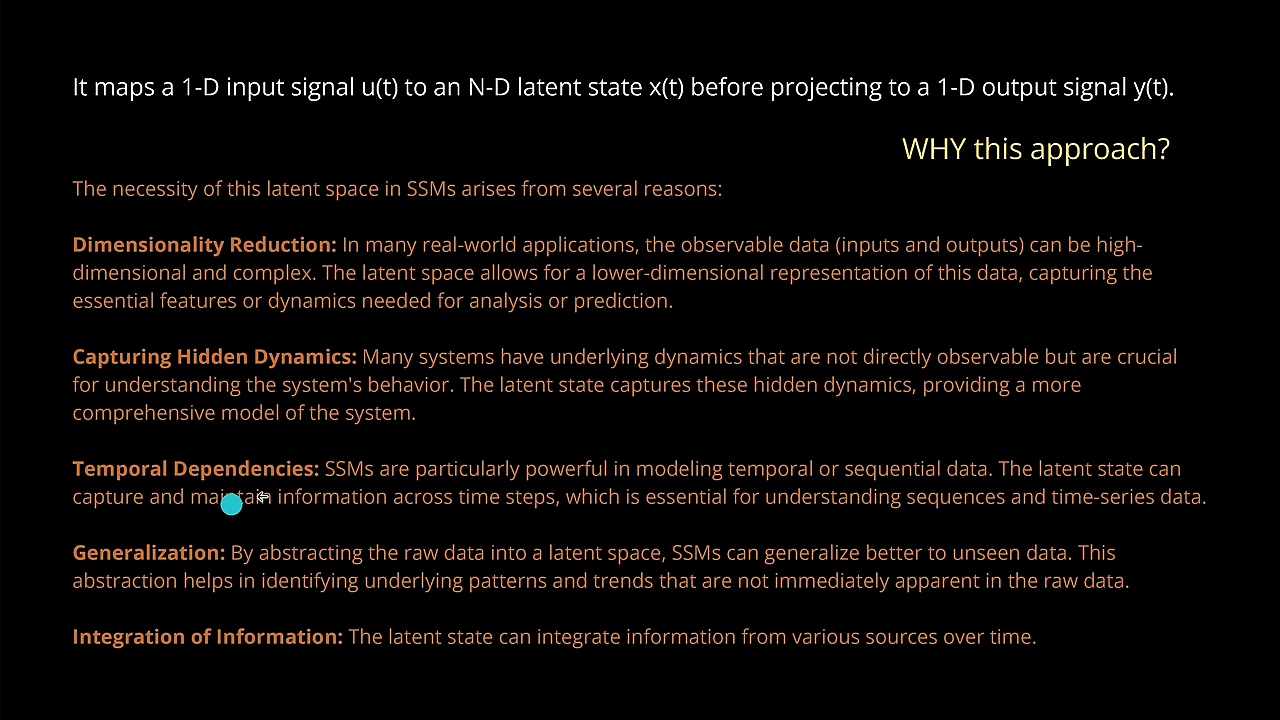 It maps a 1-D input signal u(t) to an N-D latent state x(t) before projecting to a 1-D output signal y(t).
WHY this approach?
The necessity of this latent space in SSMs arises from several reasons:
Dimensionality Reduction: In many real-world applications, the observable data (inputs and outputs) can be high-
dimensional and complex. The latent space allows for a lower-dimensional representation of this data, capturing the
essential features or dynamics needed for analysis or prediction.
Capturing Hidden Dynamics: Many systems have underlying dynamics that are not directly observable but are crucial
for understanding the system's behavior. The latent state captures these hidden dynamics, providing a more
comprehensive model of the system.
Temporal Dependencies: SSMs are particularly powerful in modeling temporal or sequential data. The latent state can
capture and maintain information across time steps, which is essential for understanding sequences and time-series data.
Generalization: By abstracting the raw data into a latent space, SSMs can generalize better to unseen data. This
abstraction helps in identifying underlying patterns and trends that are not immediately apparent in the raw data.
Integration of Information: The latent state can integrate information from various sources over time.